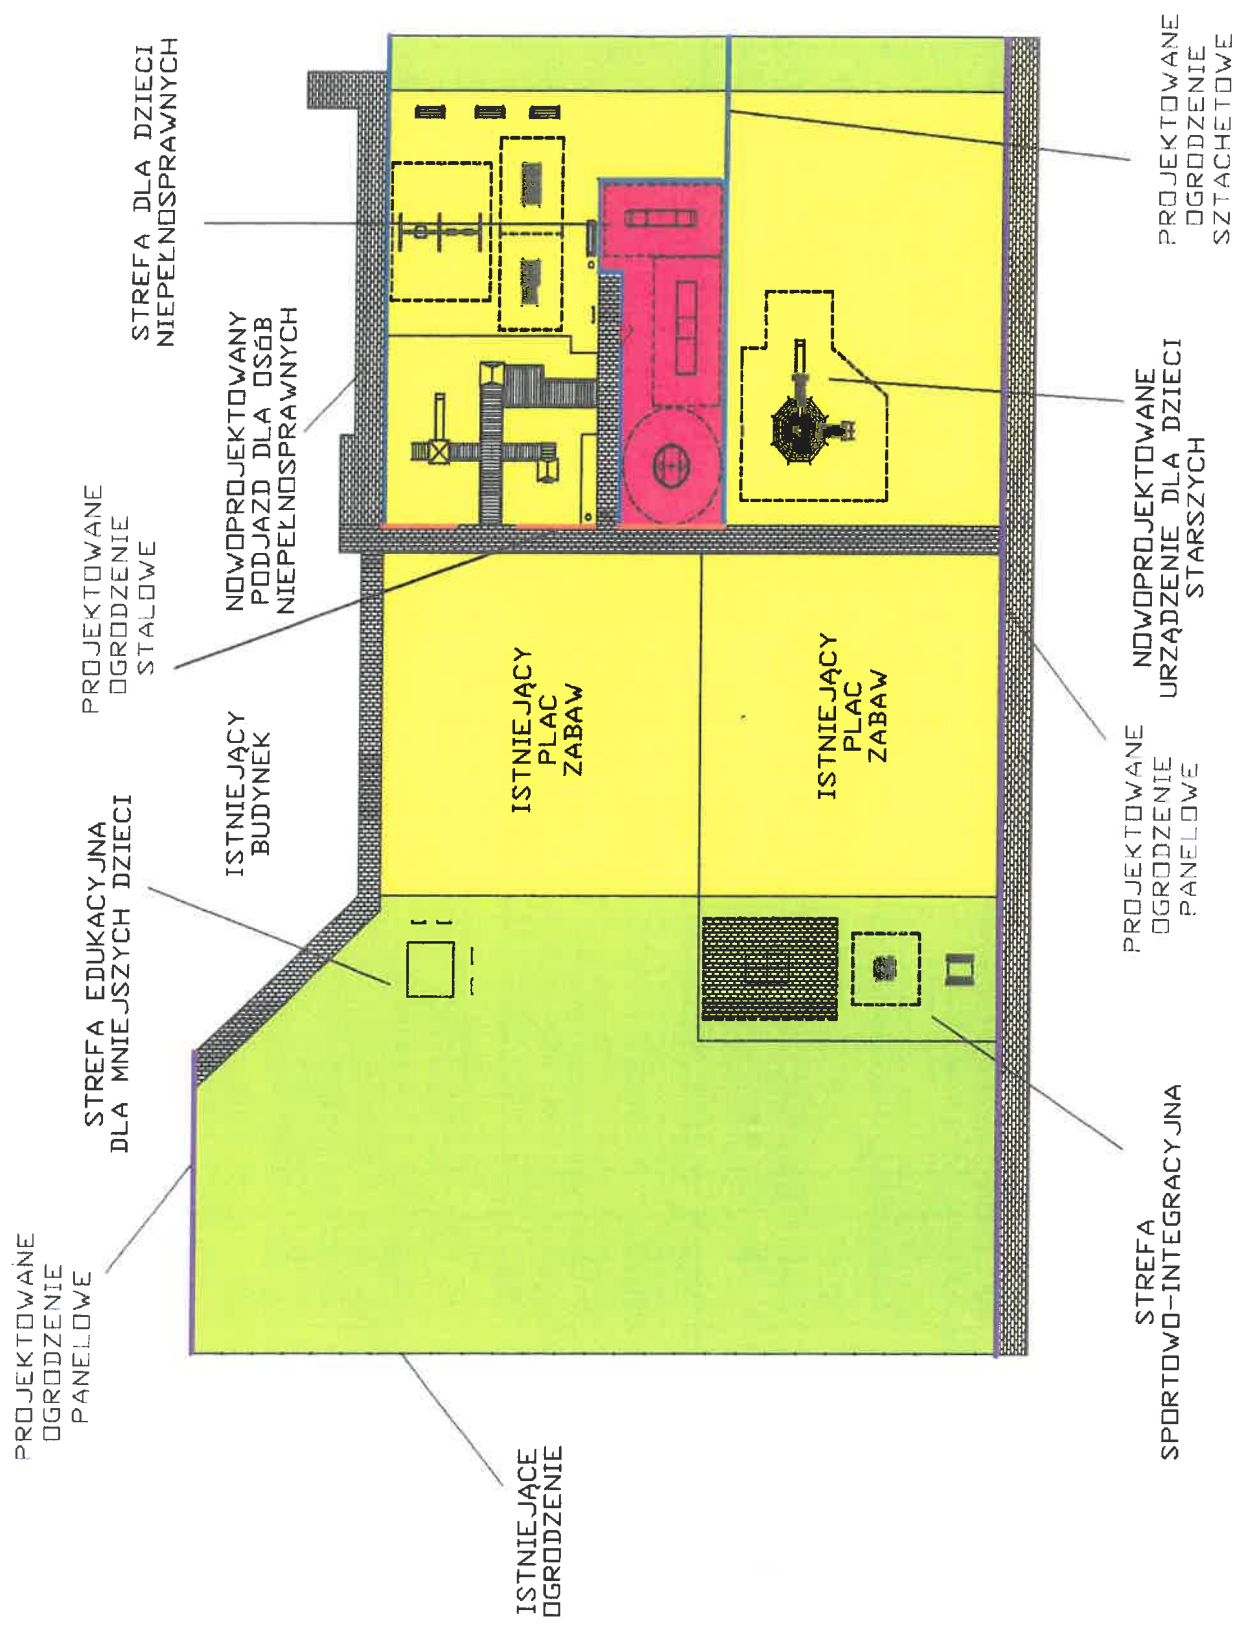 PROJEKTOWANE
OGRODZENIE
PANELOWE
STREFA EDUKACYJNA
DLA MNIEJSZYCH DZIECI
ISTNIEJĄCY
BUDYNEK
PROJEKTOWANE
OGRODZENIE
STALOWE
NOWOPROJEKTOWANY
PODJAZD DLA OSÓB
NIEPEŁNOSPRAWNYCH
STREFA DLA DZIECI
NIEPEŁNOSPRAWNYCH
ISTNIEJĄCY
PLAC
ZABAW
ISTNIEJĄCY
PLAC
ZABAW
ISTNIEJĄCE
OGRODZENIE
STREFA
SPORTOWO-INTEGRACYJNA
PROJEKTOWANE
OGRODZENIE
PANELOWE
NOWOPROJEKTOWANE
URZĄDZENIE DLA DZIECI
STARSZYCH
PROJEKTOWANE
OGRODZENIE
SZTACHETOWE